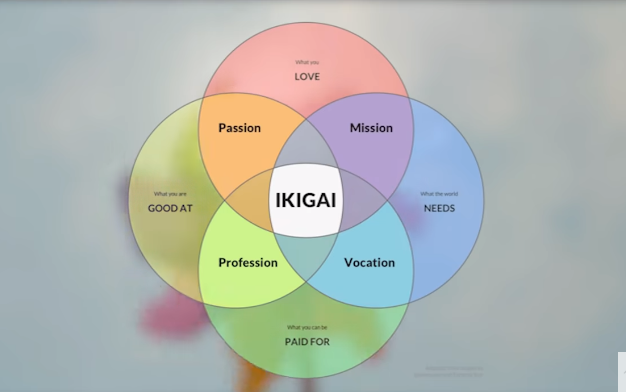 What you
LOVE
Passion
Mission
What you are
GOOD AT
IKIGAI
What the world
NEEDS
Profession
Vocation
What you can be
PAID FOR